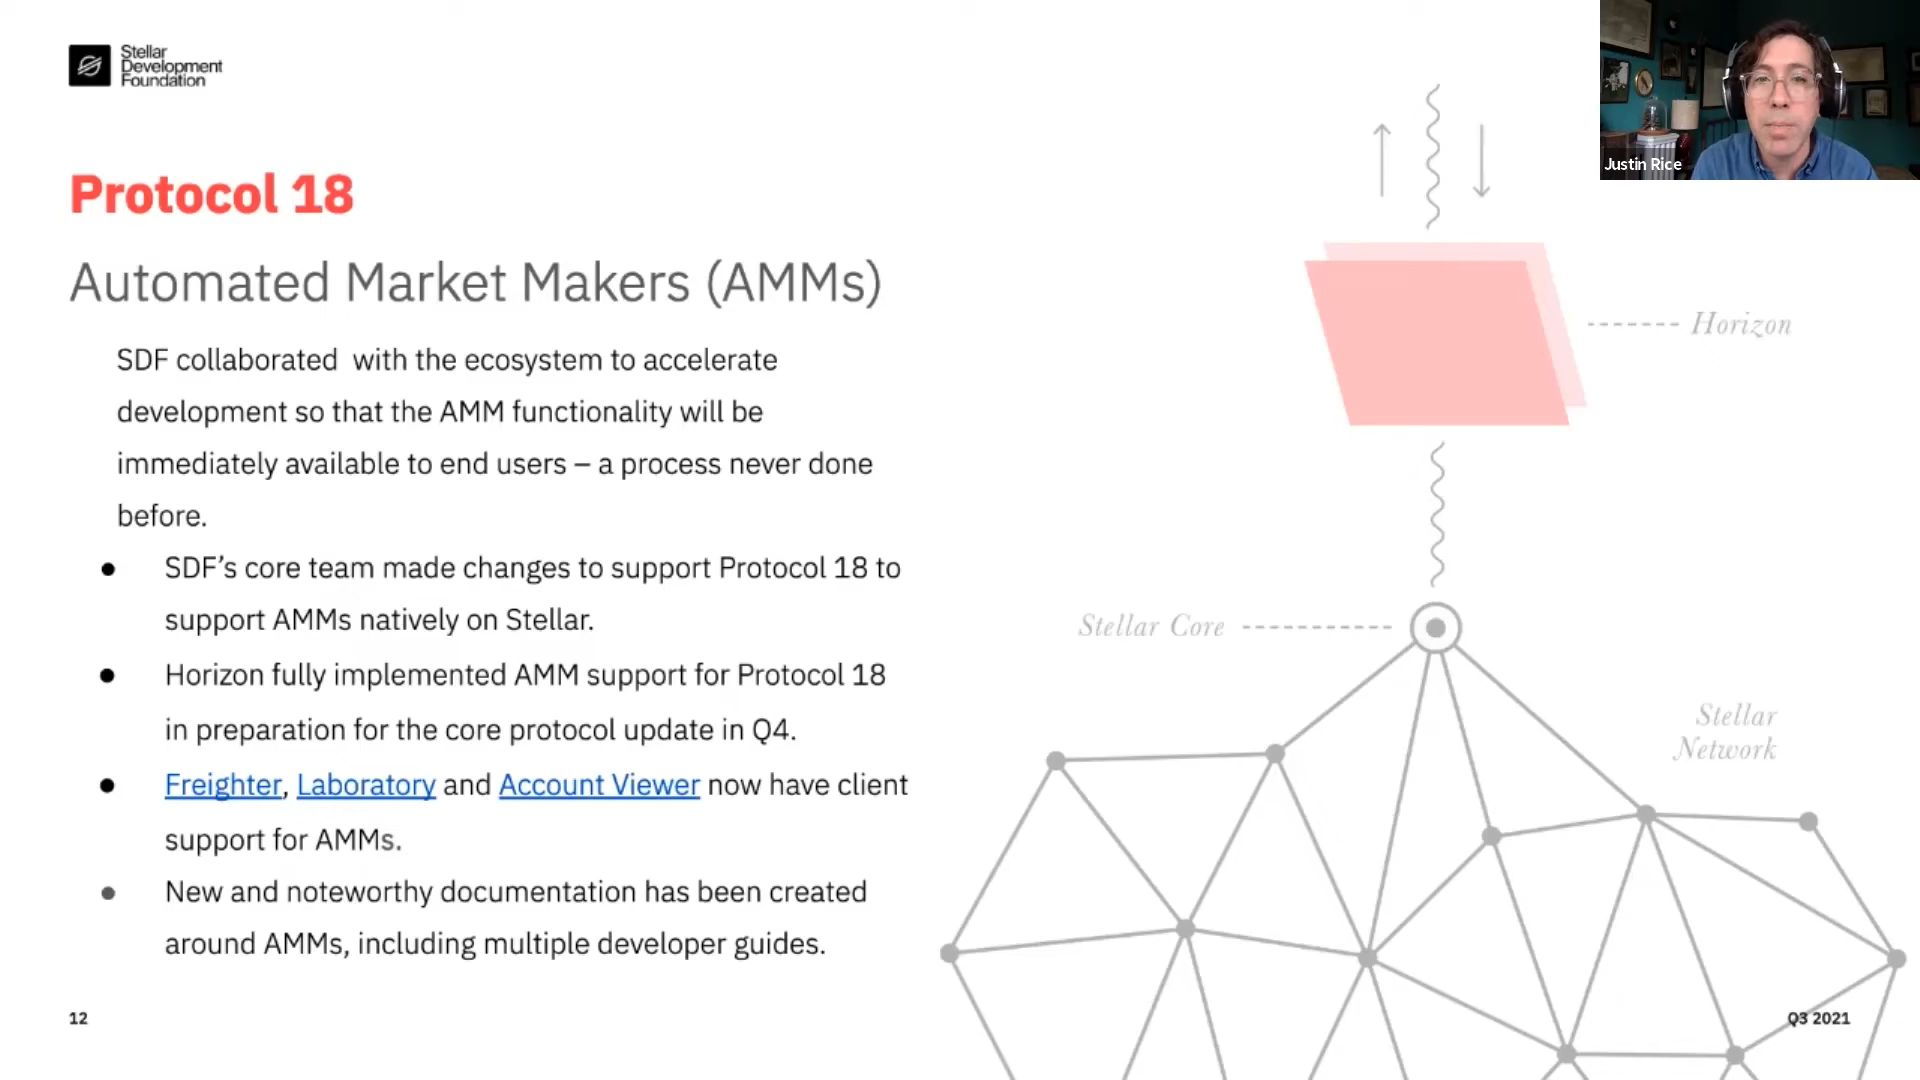 Stellar
Development
Foundation
Justin Rice
Protocol 18
Automated Market Makers (AMMs)
SDF collaborated with the ecosystem to accelerate
development so that the AMM functionality will be
immediately available to end users – a process never done
before.
● SDF’s core team made changes to support Protocol 18 to
support AMMs natively on Stellar.
● Horizon fully implemented AMM support for Protocol 18
in preparation for the core protocol update in Q4.
● Freighter, Laboratory and Account Viewer now have client
support for AMMs.
● New and noteworthy documentation has been created
around AMMs, including multiple developer guides.
Horizon
Stellar Core
Stellar
Network
12
Q3 2021